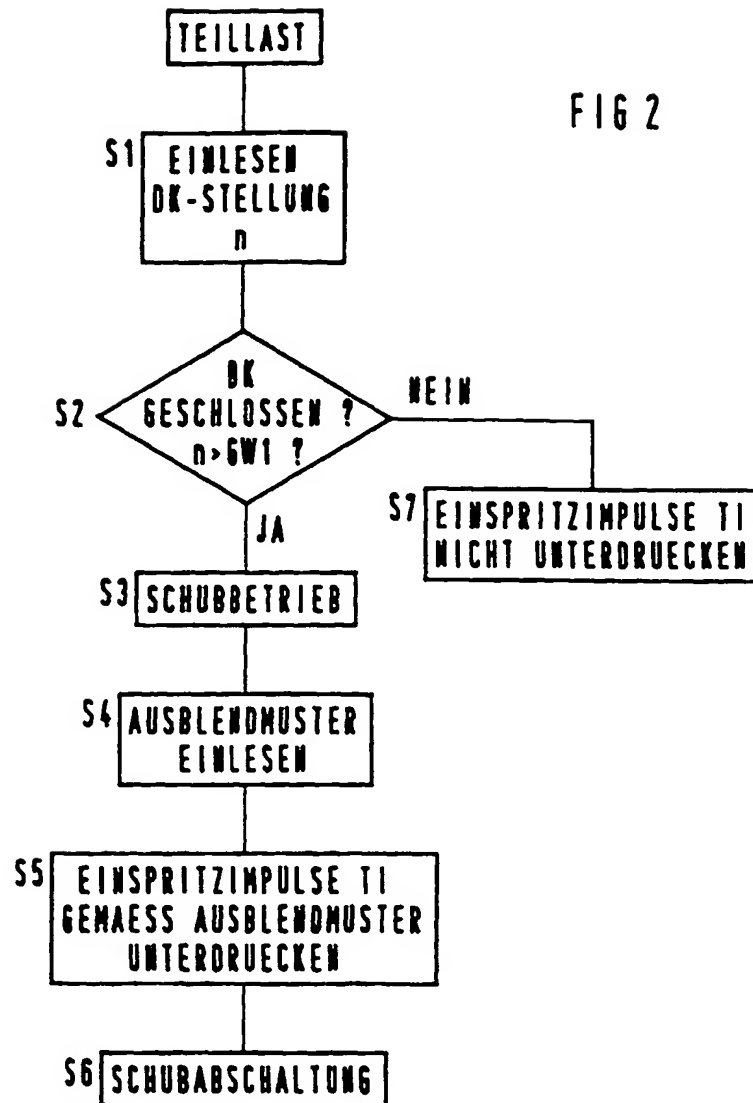 TEILLAST
FIG 2
S1
EINLESEN
DK-STELLUNG
n
S2
DK
GESCHLOSSEN ?
n>GW1 ?
NEIN
JA
S7
EINSPRITZIMPULSE TI
NICHT UNTERDRUECKEN
S3
SCHUBBETRIEB
S4
AUSBLENDMUSTER
EINLESEN
S5
EINSPRITZIMPULSE TI
GEMAESS AUSBLENDMUSTER
UNTERDRUECKEN
S6
SCHUBABSCHALTUNG